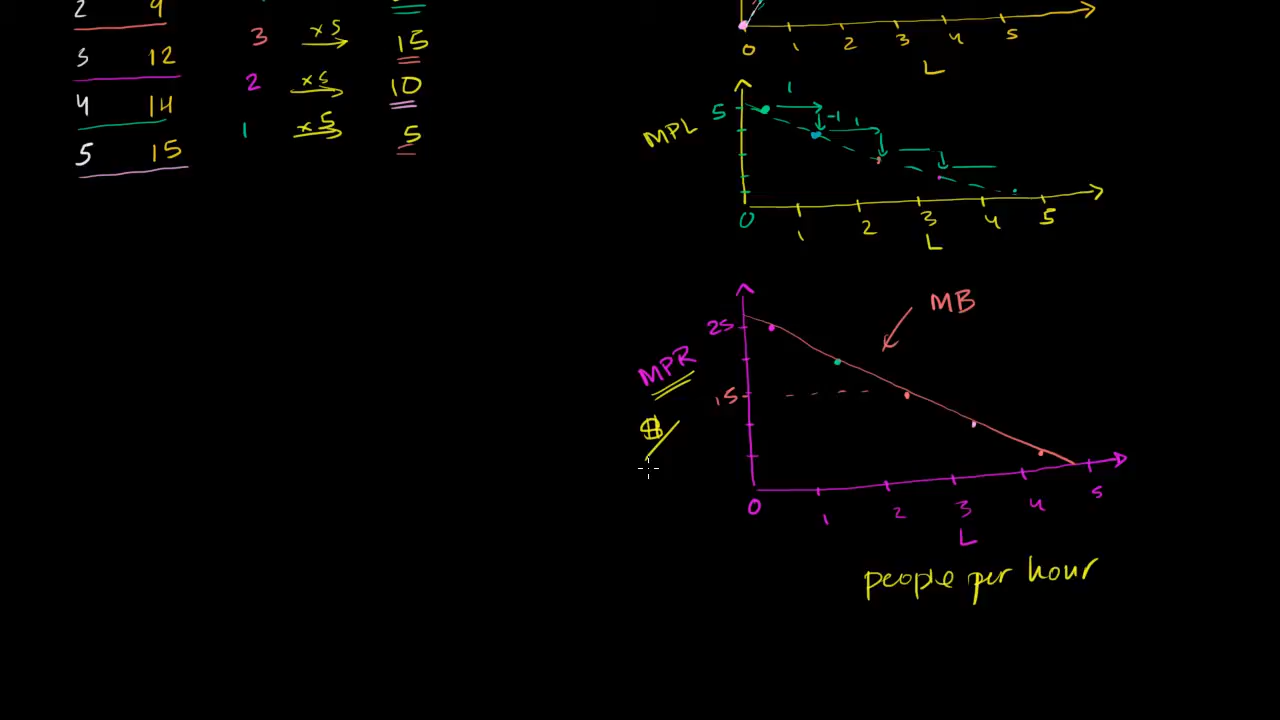 2 9
3 ×5 15
3 12
2 ×5 10
4 14
1 ×5 5
5 15
0 1 2 3 4 5
L
1
MPL 5 -1 1
0 1 2 3 4 5
L
MB
25
MPR
15
$/
0 1 2 3 4 5
L
people per hour